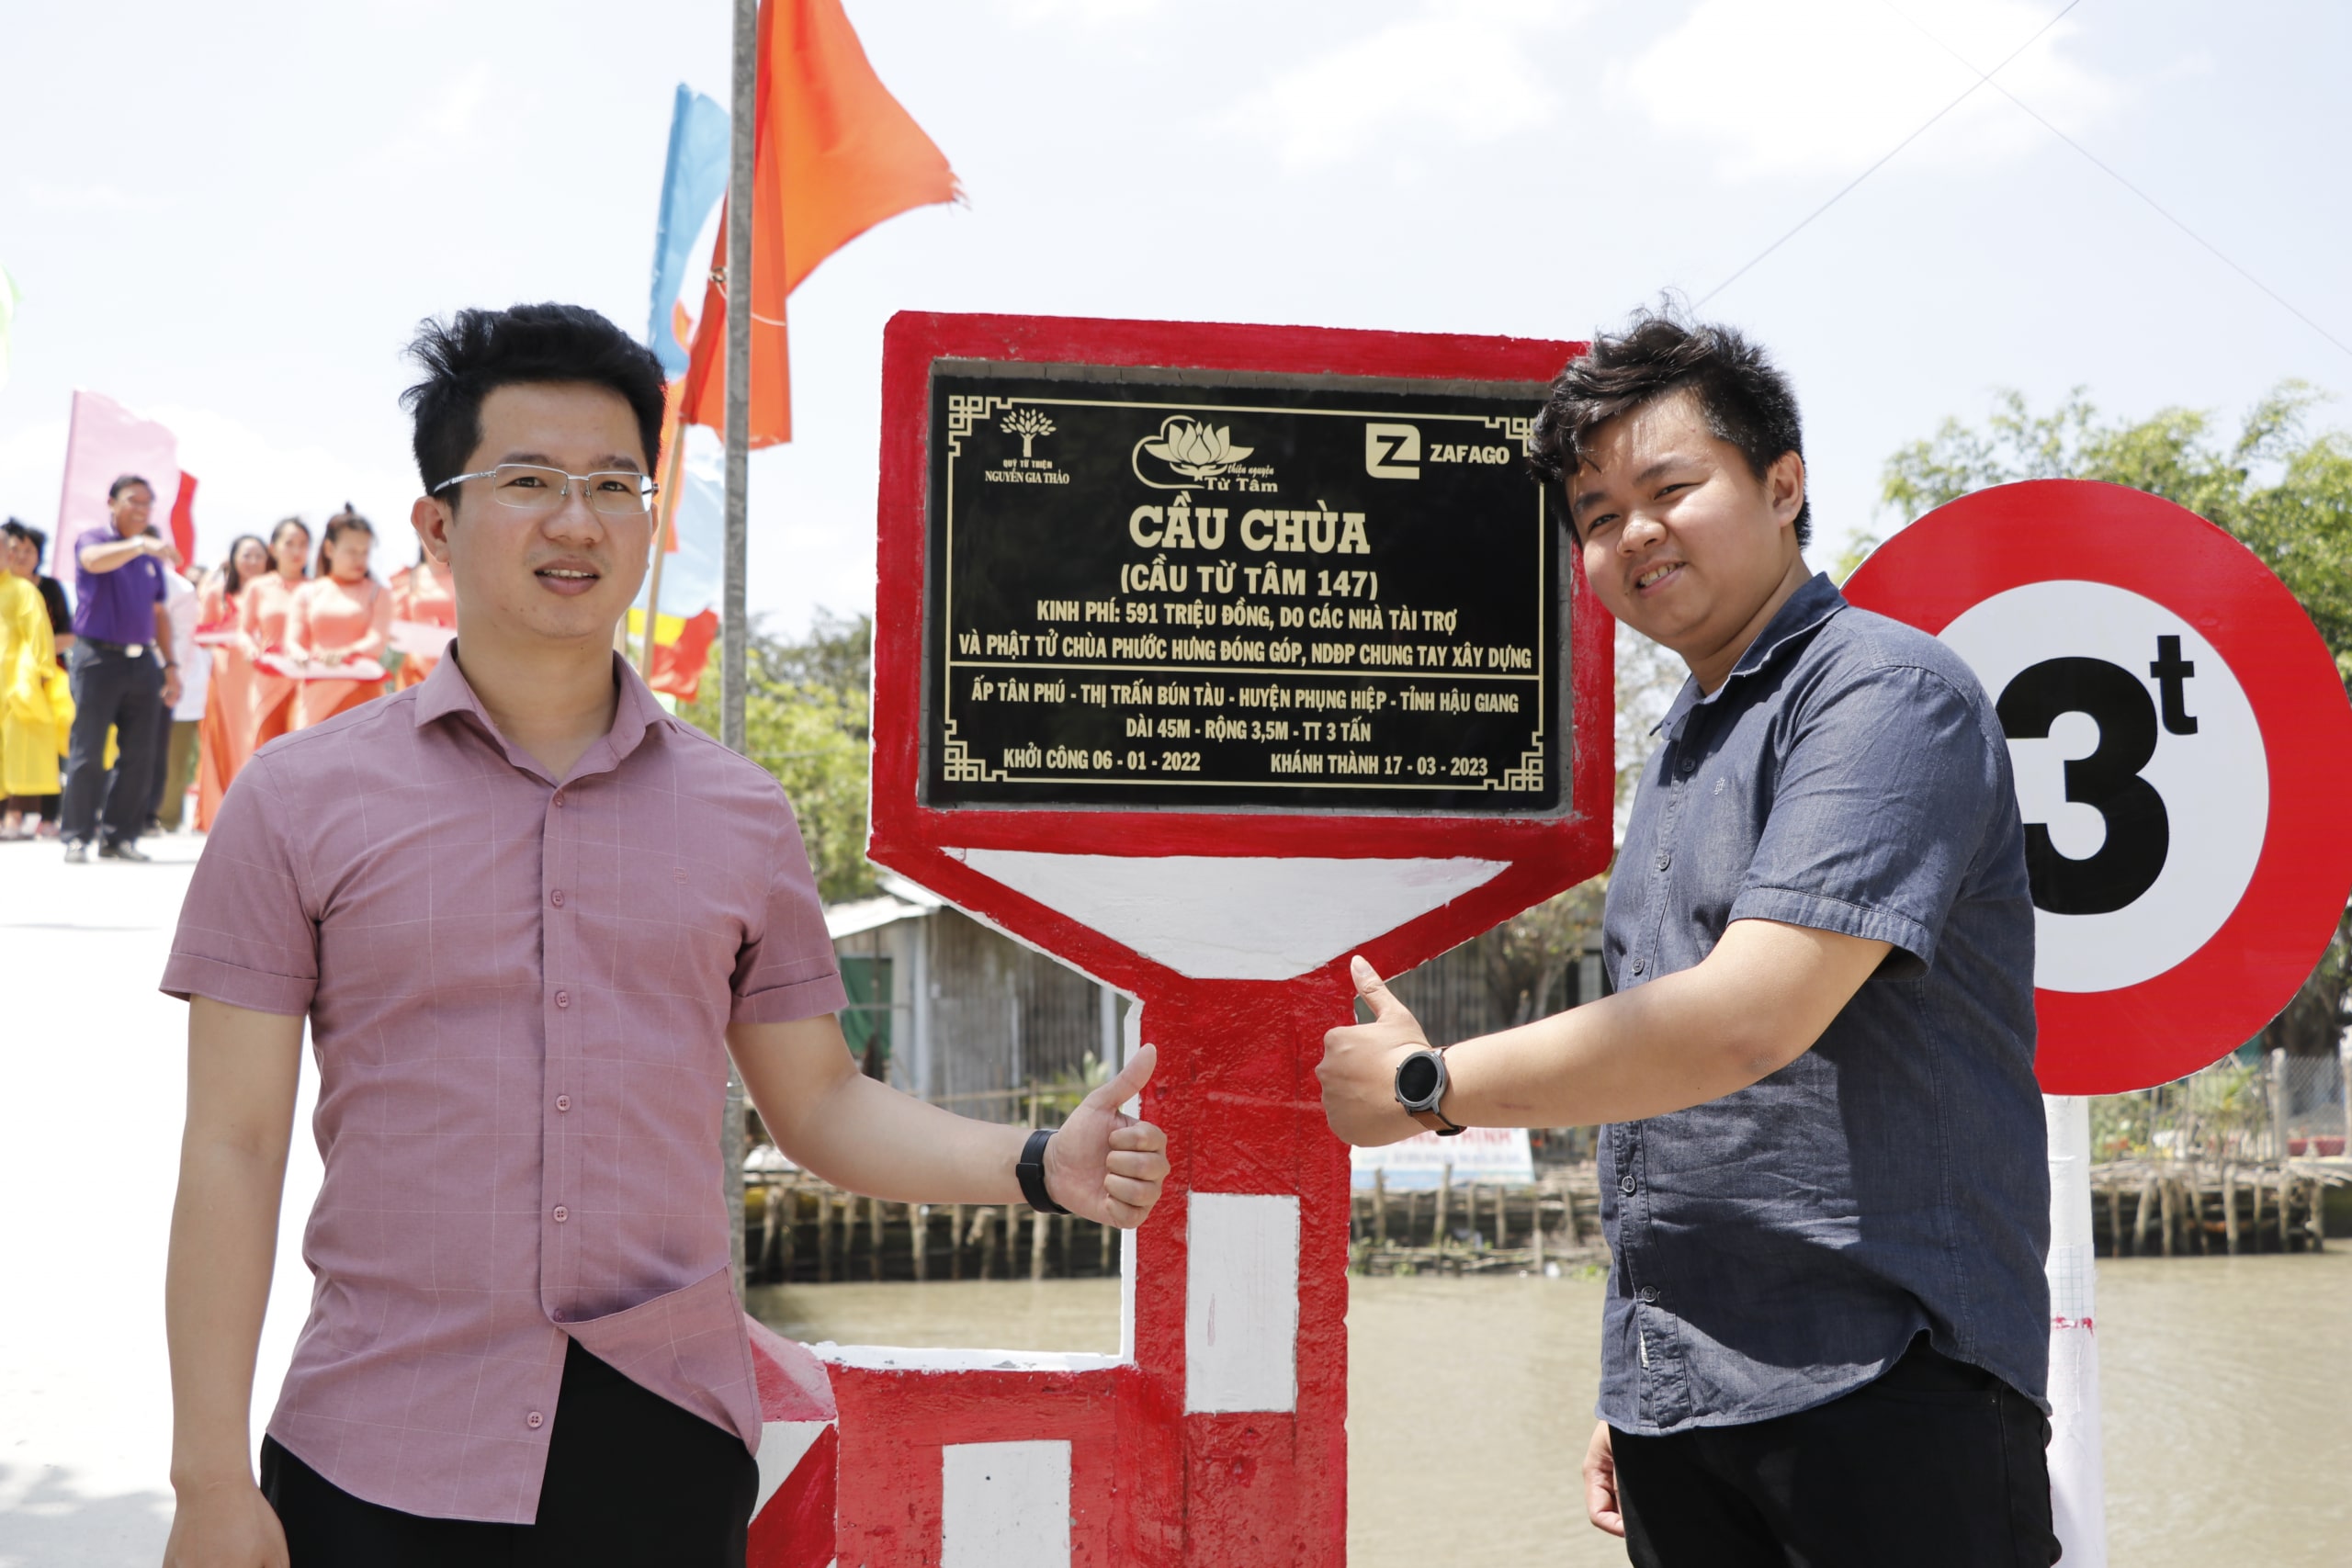 QUỸ TỪ THIỆN
NGUYỄN GIA THẢO
thiện nguyện
Từ Tâm
Z ZAFAGO
CẦU CHÙA
(CẦU TỪ TÂM 147)
KINH PHÍ: 591 TRIỆU ĐỒNG, DO CÁC NHÀ TÀI TRỢ
VÀ PHẬT TỬ CHÙA PHƯỚC HƯNG ĐÓNG GÓP, NDĐP CHUNG TAY XÂY DỰNG
ẤP TÂN PHÚ - THỊ TRẤN BÚN TÀU - HUYỆN PHỤNG HIỆP - TỈNH HẬU GIANG
DÀI 45M - RỘNG 3,5M - TT 3 TẤN
KHỞI CÔNG 06 - 01 - 2022 KHÁNH THÀNH 17 - 03 - 2023
3t